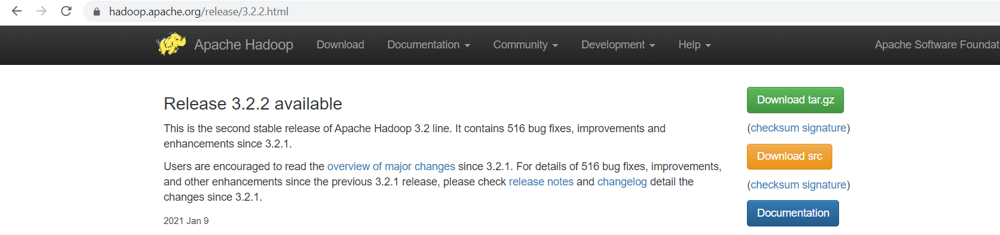 hadoop.apache.org/release/3.2.2.html
Apache Hadoop Download Documentation Community Development Help Apache Software Foundat
Release 3.2.2 available
This is the second stable release of Apache Hadoop 3.2 line. It contains 516 bug fixes, improvements and
enhancements since 3.2.1.
Users are encouraged to read the overview of major changes since 3.2.1. For details of 516 bug fixes, improvements,
and other enhancements since the previous 3.2.1 release, please check release notes and changelog detail the
changes since 3.2.1.
2021 Jan 9
Download tar.gz
(checksum signature)
Download src
(checksum signature)
Documentation